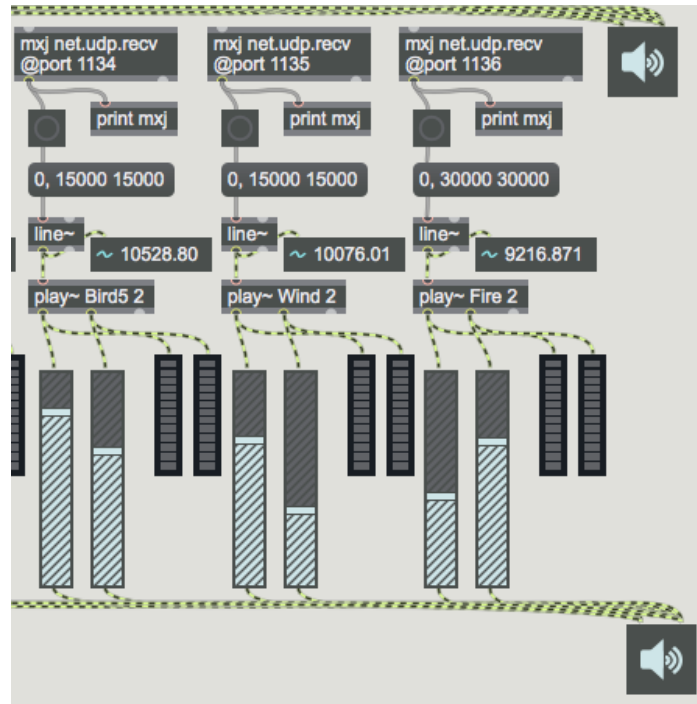 mxj net.udp.recv
@port 1134
mxj net.udp.recv
@port 1135
mxj net.udp.recv
@port 1136
print mxj
print mxj
print mxj
0, 15000 15000
0, 15000 15000
0, 30000 30000
line~
~ 10528.80
line~
~ 10076.01
line~
~ 9216.871
play~ Bird5 2
play~ Wind 2
play~ Fire 2